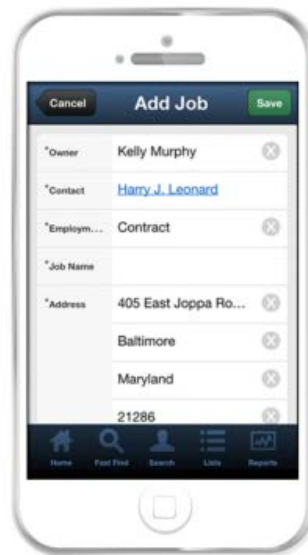 Cancel Add Job Save
*Owner Kelly Murphy
*Contact Harry J. Leonard
*Employm... Contract
*Job Name
*Address 405 East Joppa Ro...
Baltimore
Maryland
21286
Home Fast Find Search Lists Reports